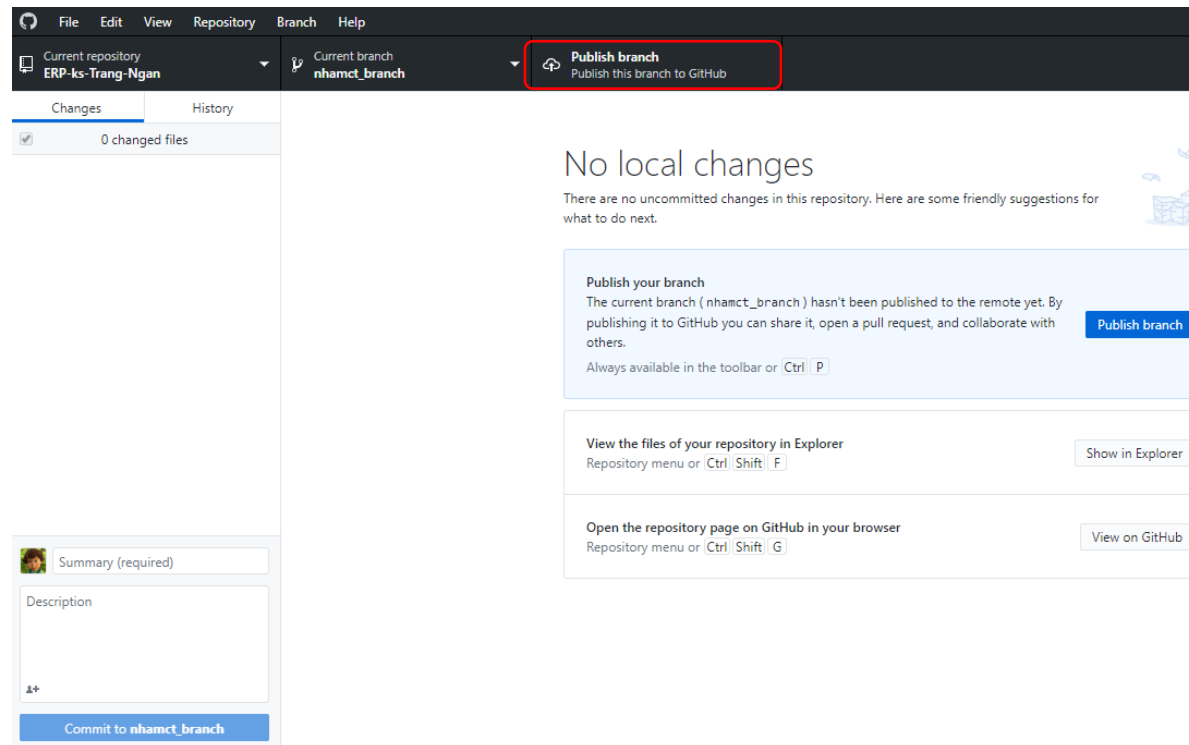 File Edit View Repository Branch Help
Current repository
ERP-ks-Trang-Ngan
Current branch
nhamct_branch
Publish branch
Publish this branch to GitHub
Changes History
0 changed files
No local changes
There are no uncommitted changes in this repository. Here are some friendly suggestions for
what to do next.
Publish your branch
The current branch ( nhamct_branch ) hasn't been published to the remote yet. By
publishing it to GitHub you can share it, open a pull request, and collaborate with
others.
Always available in the toolbar or Ctrl P
Publish branch
View the files of your repository in Explorer
Repository menu or Ctrl Shift F
Show in Explorer
Open the repository page on GitHub in your browser
Repository menu or Ctrl Shift G
View on GitHub
Summary (required)
Description
Commit to nhamct_branch